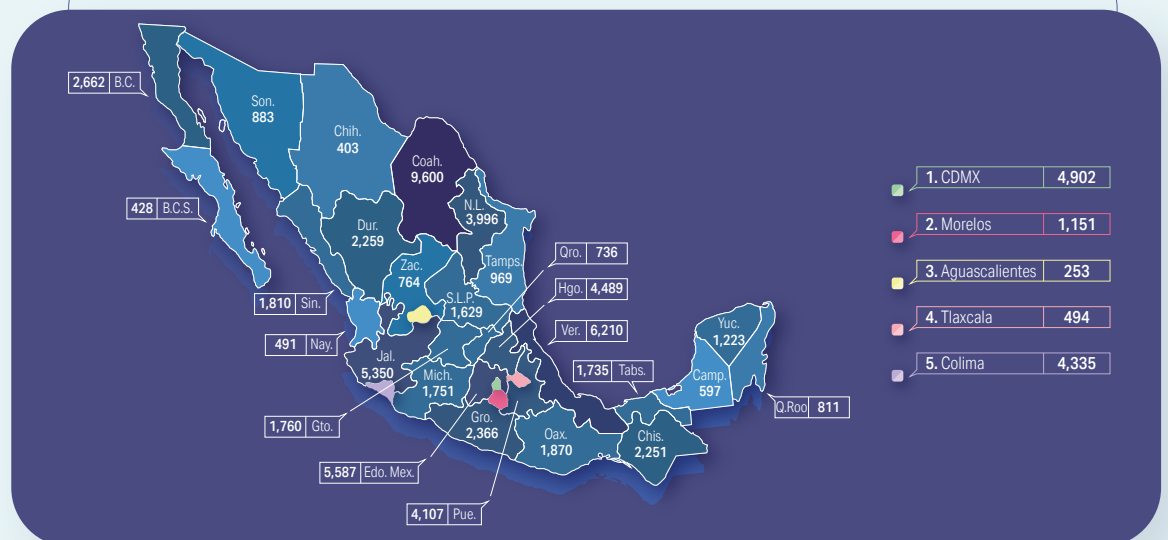 2,662 B.C.
Son.
883
Chih.
403
Coah.
9,600
428 B.C.S.
N.L.
3,996
Dur.
2,259
Zac.
764
Tamps.
969
S.L.P.
1,629
1,810 Sin.
491 Nay.
Jal.
5,350
Mich.
1,751
Qro. 736
Hgo. 4,489
Ver. 6,210
1,735 Tabs.
Yuc.
1,223
Camp.
597
Q.Roo 811
1,760 Gto.
Gro.
2,366
Oax.
1,870
Chis.
2,251
5,587 Edo. Mex.
4,107 Pue.
1. CDMX 4,902
2. Morelos 1,151
3. Aguascalientes 253
4. Tlaxcala 494
5. Colima 4,335